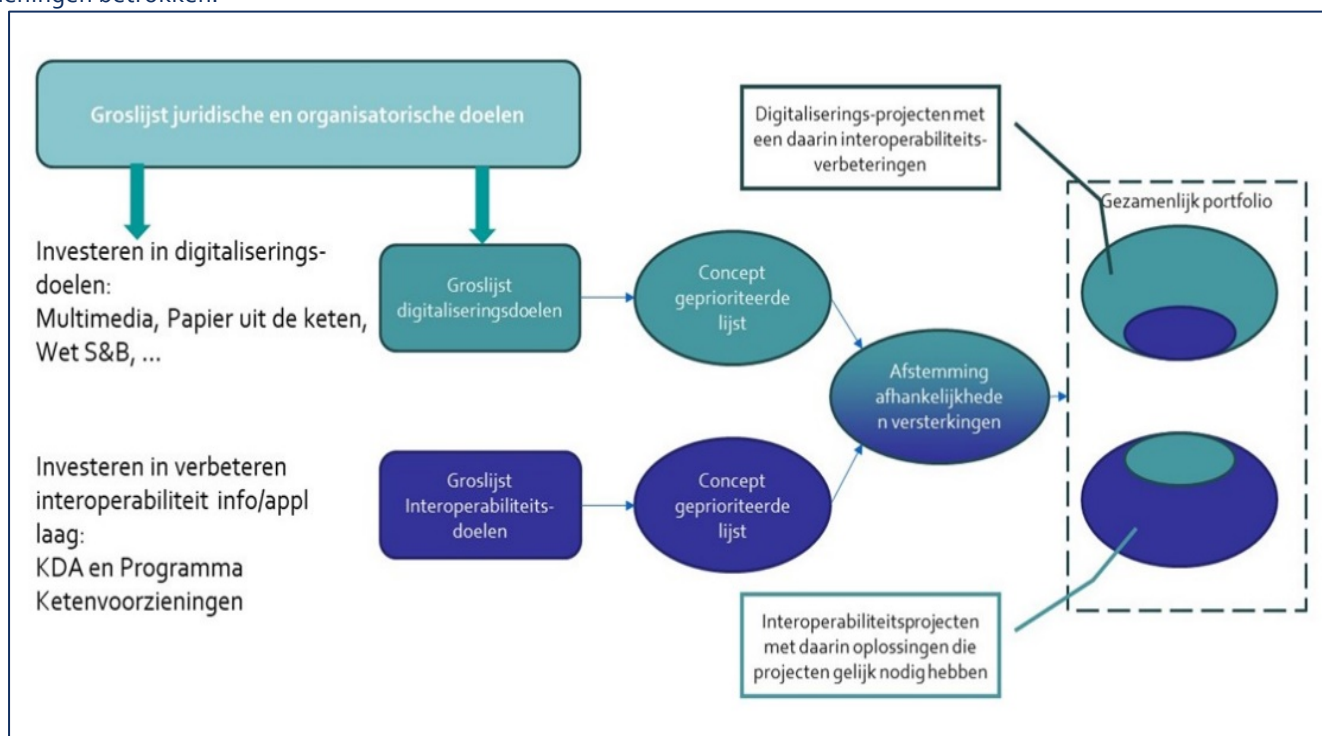 betrokken.
Groslijst juridische en organisatorische doelen
Digitaliserings-projecten met
een daarin interoperabiliteits-
verbeteringen
Gezamenlijk portfolio
Investeren in digitaliserings-
doelen:
Multimedia, Papier uit de keten,
Wet S&B, ...
Groslijst
digitaliseringsdoelen
Concept
geprioriteerde
lijst
Afstemming
afhankelijkhede
n versterkingen
Investeren in verbeteren
interoperabiliteit info/appl
laag:
KDA en Programma
Ketenvoorzieningen
Groslijst
Interoperabiliteits-
doelen
Concept
geprioriteerde
lijst
Interoperabiliteitsprojecten
met daarin oplossingen die
projecten gelijk nodig hebben